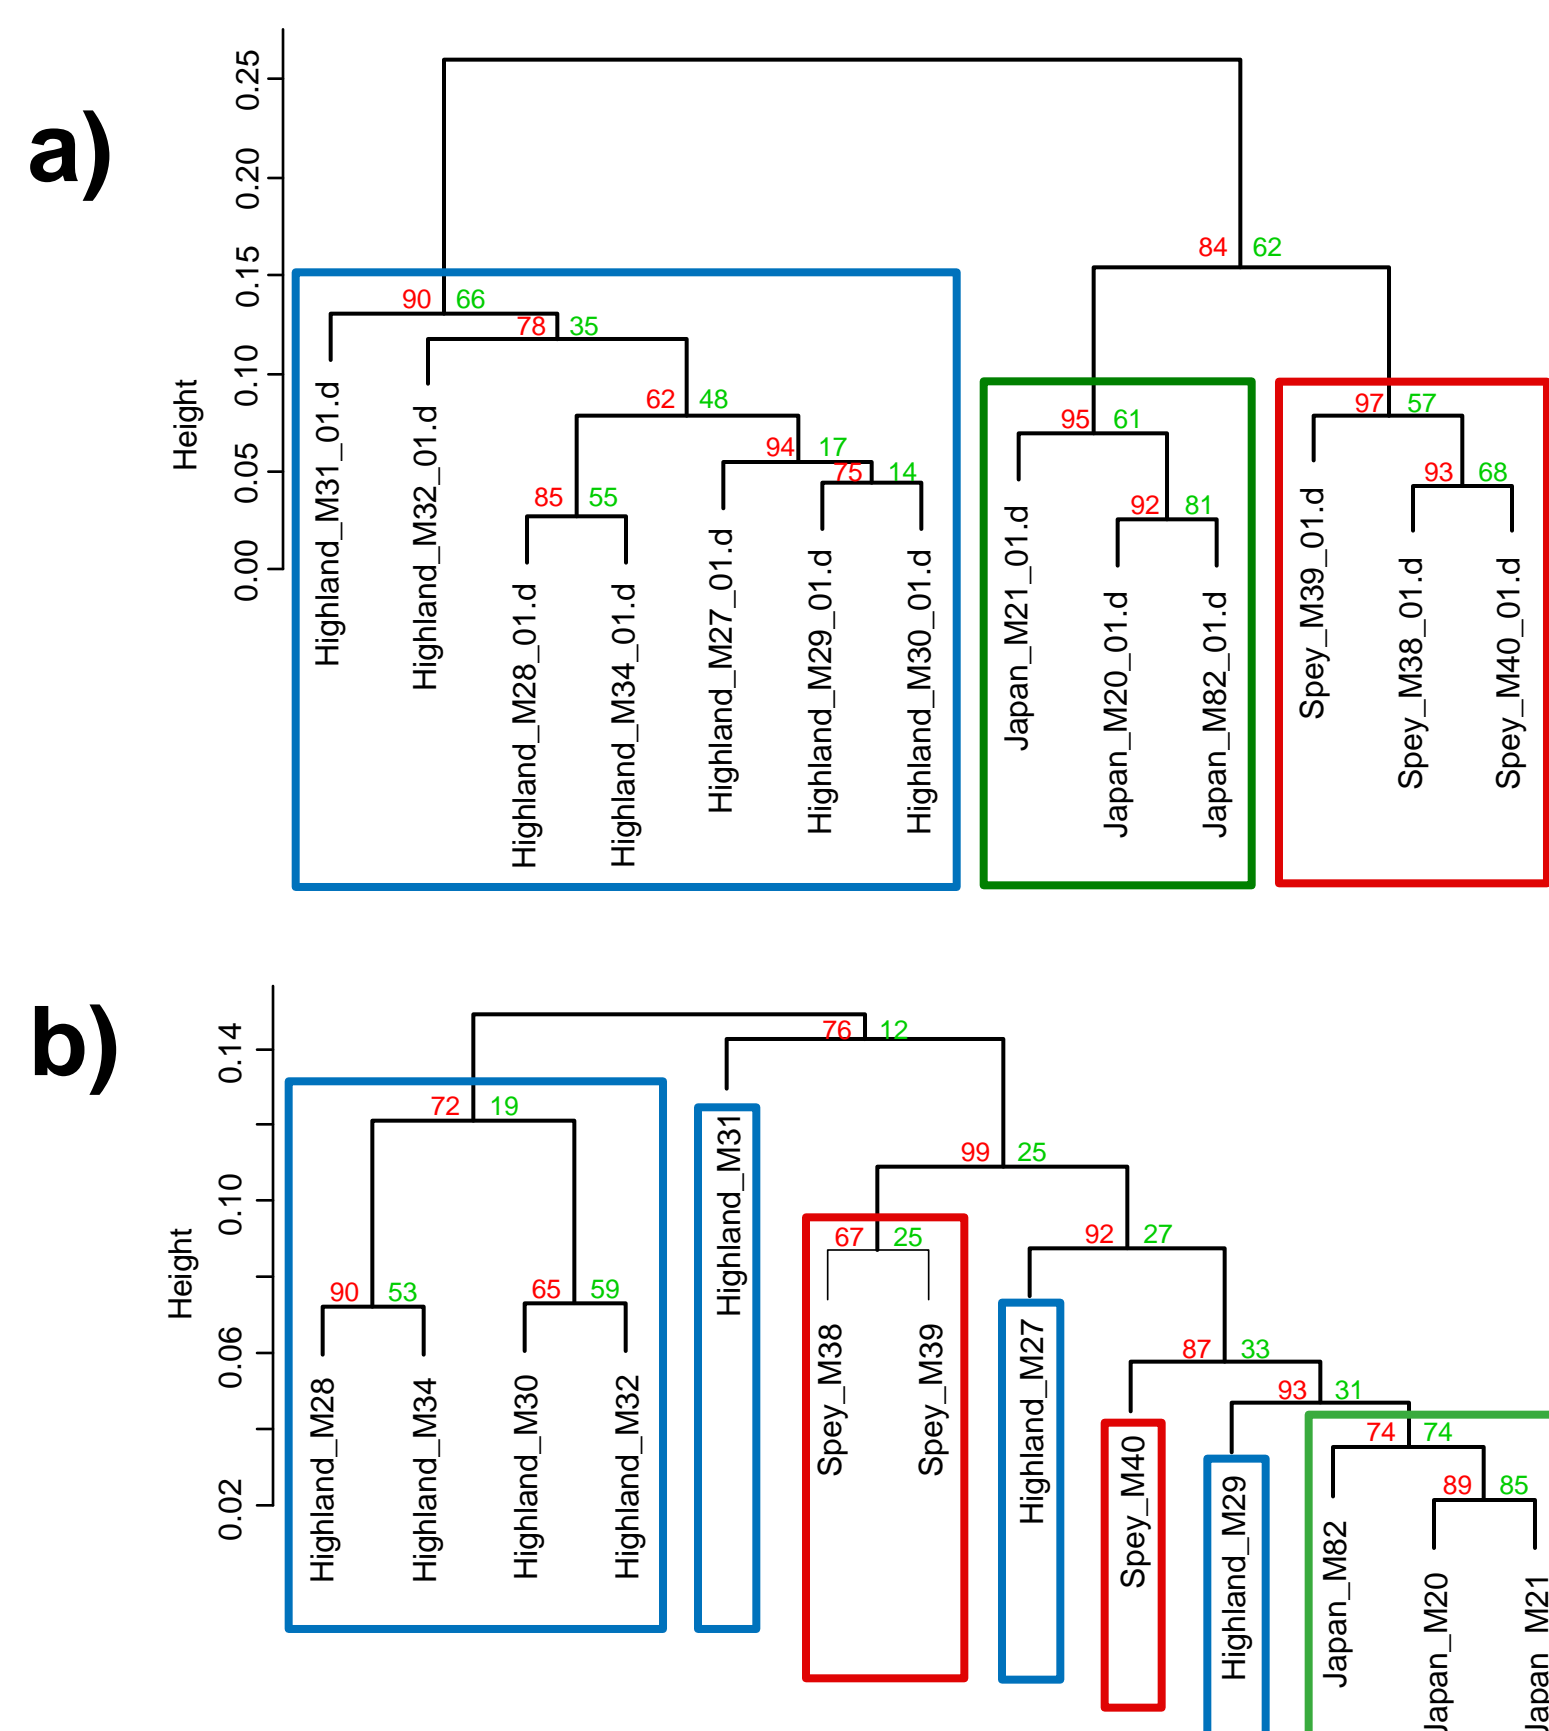 a)
Height
0.25
0.20
0.15
0.10
0.05
0.00
84 62
90 66
78 35
62 48
94 17
75 14
85 55
95 61
92 81
97 57
93 68
Highland_M31_01.d
Highland_M32_01.d
Highland_M28_01.d
Highland_M34_01.d
Highland_M27_01.d
Highland_M29_01.d
Highland_M30_01.d
Japan_M21_01.d
Japan_M20_01.d
Japan_M82_01.d
Spey_M39_01.d
Spey_M38_01.d
Spey_M40_01.d
b)
Height
0.14
0.10
0.06
0.02
76 12
72 19
99 25
67 25
92 27
90 53
65 59
87 33
93 31
74 74
89 85
Highland_M28
Highland_M34
Highland_M30
Highland_M32
Highland_M31
Spey_M38
Spey_M39
Highland_M27
Spey_M40
Highland_M29
Japan_M82
Japan_M20
Japan_M21